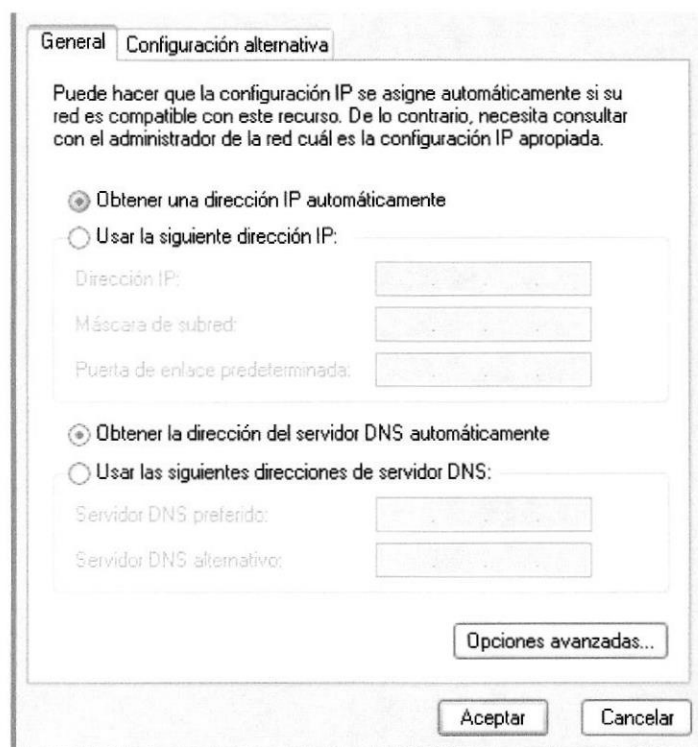 General
Configuración alternativa
Puede hacer que la configuración IP se asigne automáticamente si su
red es compatible con este recurso. De lo contrario, necesita consultar
con el administrador de la red cuál es la configuración IP apropiada.
Obtener una dirección IP automáticamente
Usar la siguiente dirección IP:
Dirección IP:
Máscara de subred:
Puerta de enlace predeterminada:
Obtener la dirección del servidor DNS automáticamente
Usar las siguientes direcciones de servidor DNS:
Servidor DNS preferido:
Servidor DNS alternativo:
Opciones avanzadas...
Aceptar
Cancelar